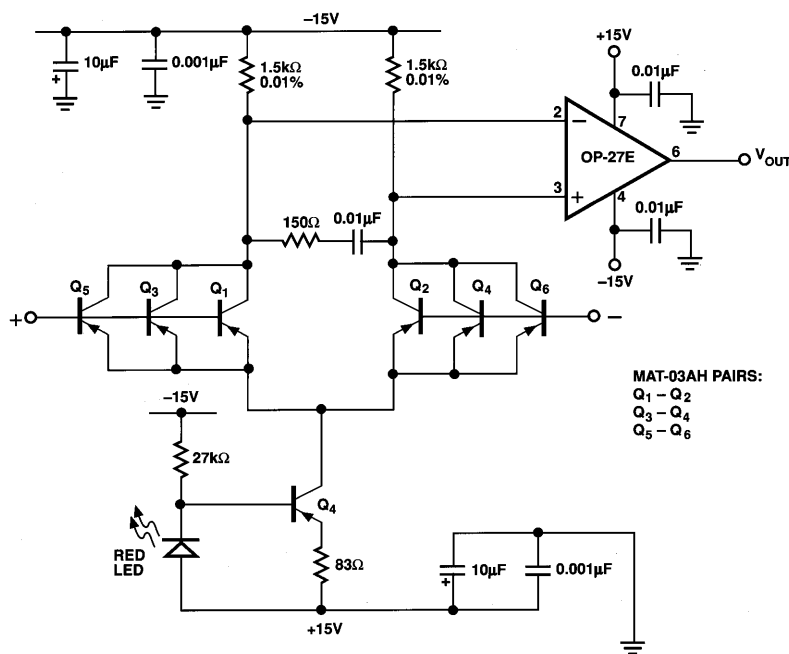 –15V
10µF
+
0.001µF
1.5kΩ
0.01%
1.5kΩ
0.01%
+15V
0.01µF
2
–
7
OP-27E
6
VOUT
3
+
4
0.01µF
–15V
150Ω
0.01µF
Q5
Q3
Q1
Q2
Q4
Q6
+
–
MAT-03AH PAIRS:
Q1 – Q2
Q3 – Q4
Q5 – Q6
–15V
27kΩ
Q4
RED
LED
83Ω
10µF
+
0.001µF
+15V